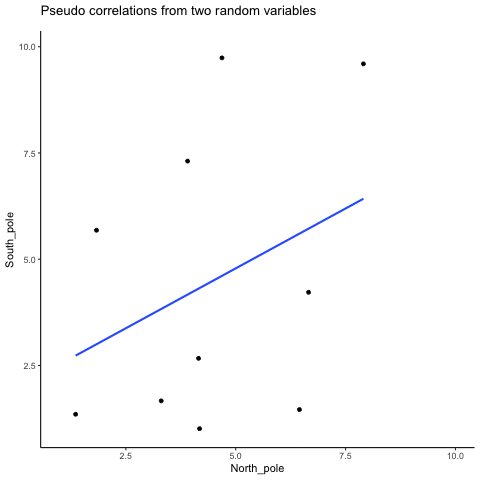 Pseudo correlations from two random variables
10.0
7.5
5.0
2.5
South_pole
2.5 5.0 7.5 10.0
North_pole